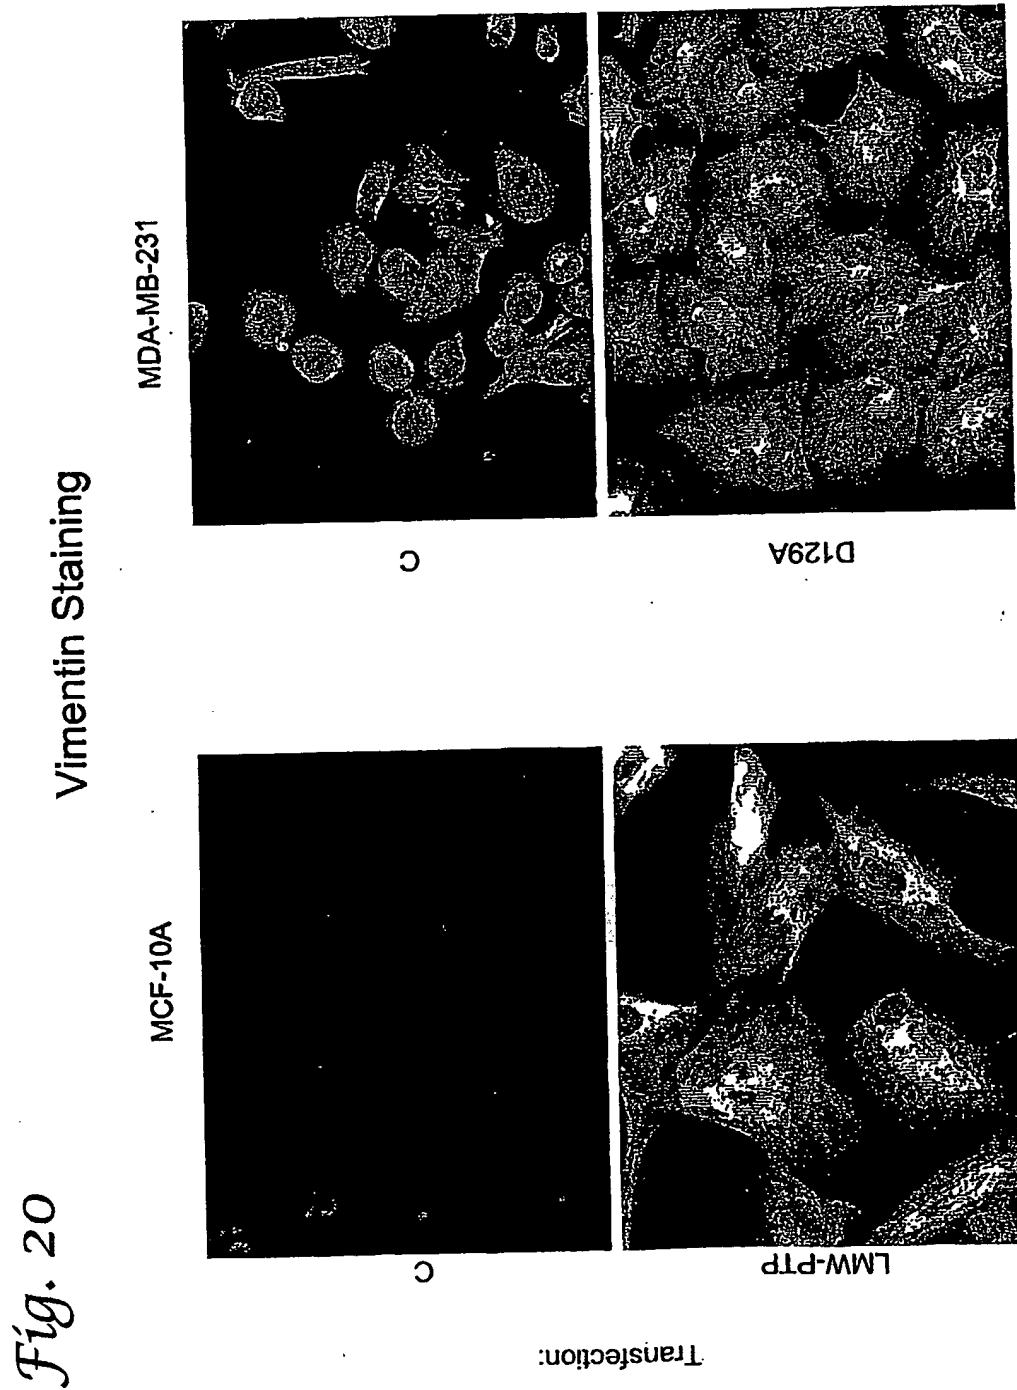 Fig. 20
Vimentin Staining
MCF-10A
MDA-MB-231
Transfection:
C
LMW-PTP
C
D129A